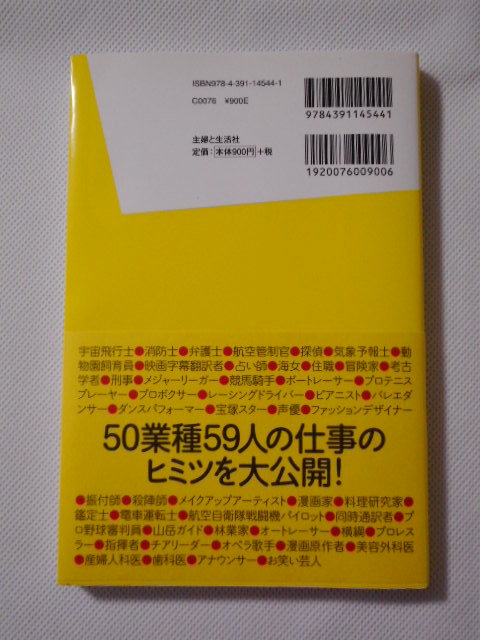 ISBN978-4-391-14544-1
C0076 ¥900E
9784391145441
主婦と生活社
定価:本体900円+税
1920076009006
宇宙飛行士●消防士●弁護士●航空管制官●探偵●気象予報士●動
物園飼育員●映画字幕翻訳者●占い師●海女●住職●冒険家●考古
学者●刑事●メジャーリーガー●競馬騎手●ボートレーサー●プロテニス
プレーヤー●プロボクサー●レーシングドライバー●ピアニスト●バレエダ
ンサー●ダンスパフォーマー●宝塚スター●声優●ファッションデザイナー
50業種59人の仕事の
ヒミツを大公開!
●振付師●殺陣師●メイクアップアーティスト●漫画家●料理研究家
鑑定士●電車運転士●航空自衛隊戦闘機パイロット●同時通訳者●プ
ロ野球審判員●山岳ガイド●林業家●オートレーサー●横綱●プロレス
ラー●指揮者●チアリーダー●オペラ歌手●漫画原作者●美容外科医
●産婦人科医●歯科医●アナウンサー●お笑い芸人